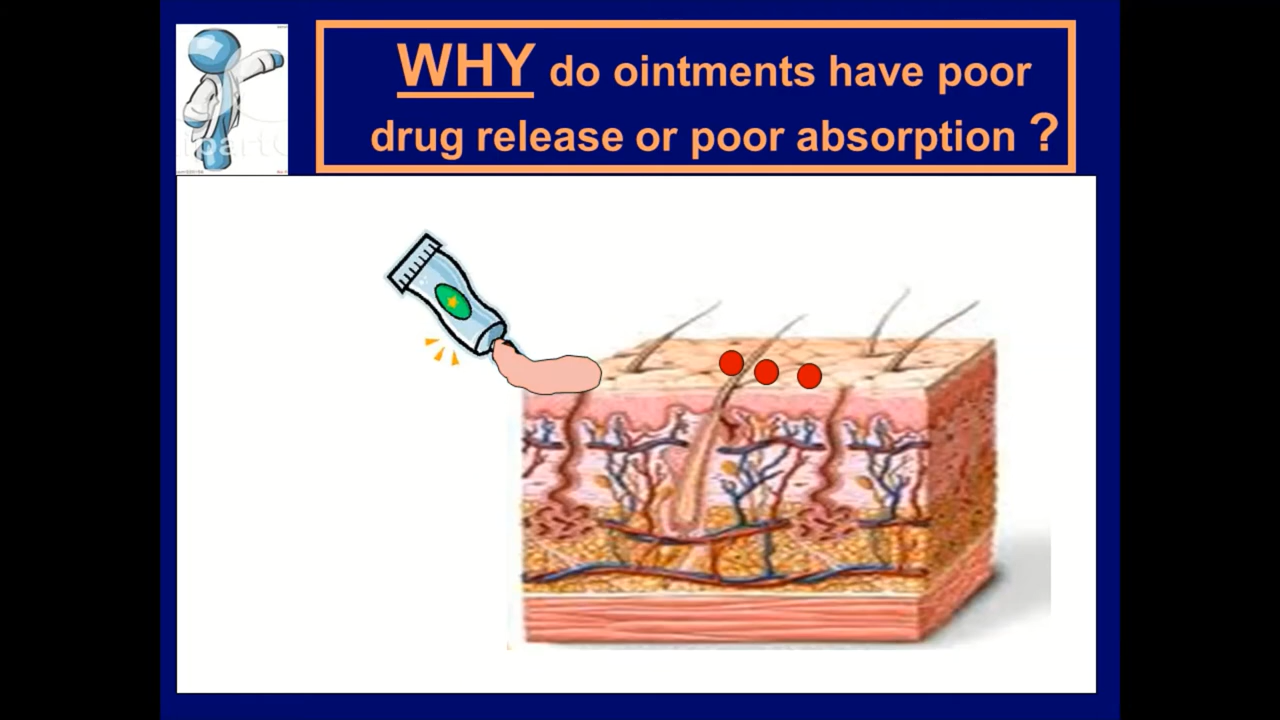 WHY do ointments have poor
drug release or poor absorption ?